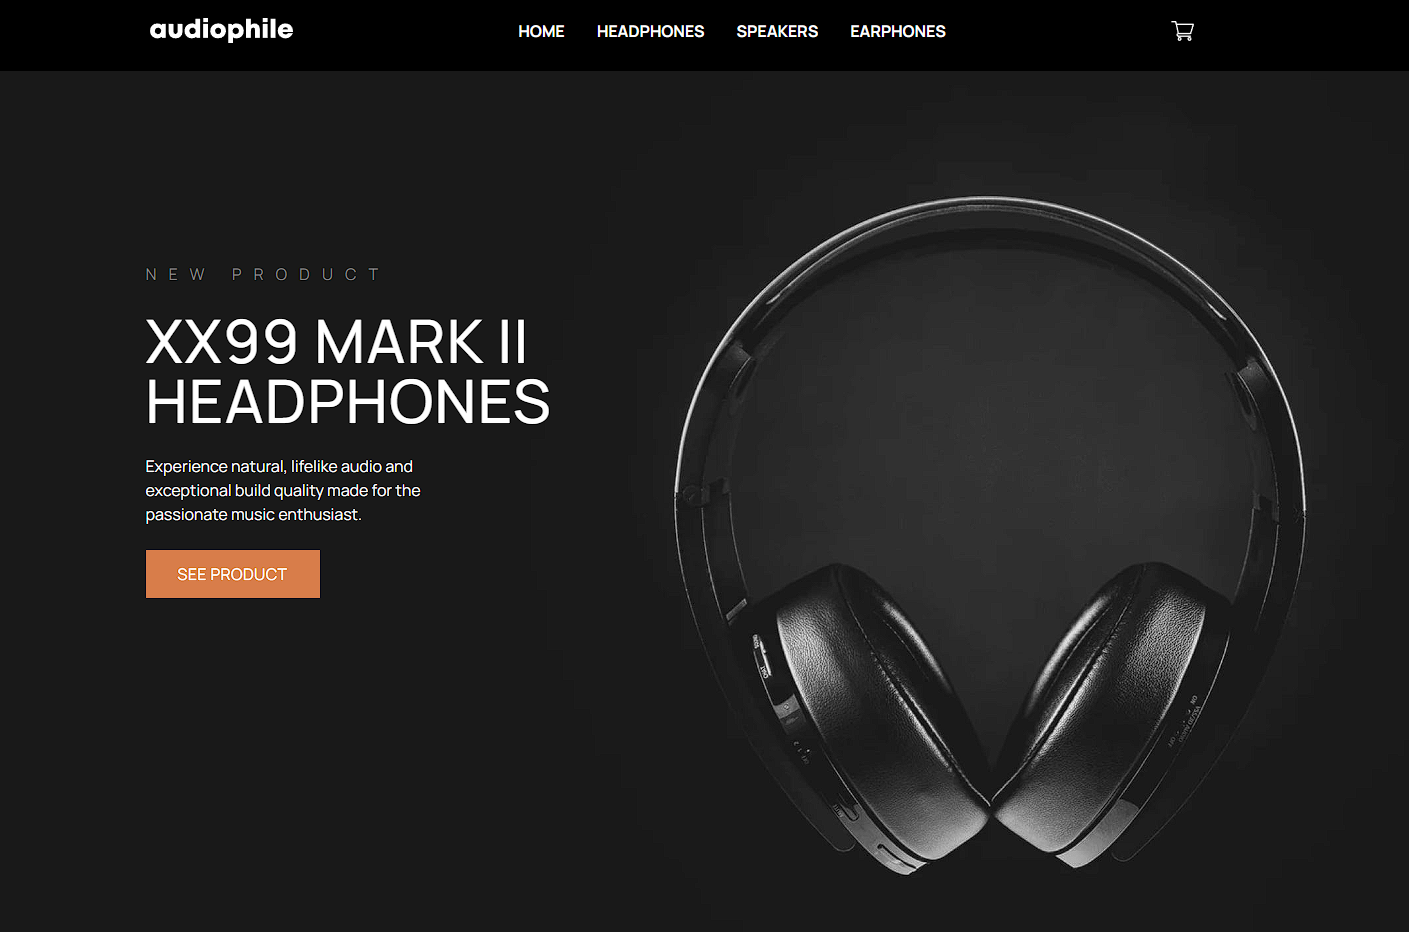 audiophile
HOME HEADPHONES SPEAKERS EARPHONES
NEW PRODUCT
XX99 MARK II
HEADPHONES
Experience natural, lifelike audio and
exceptional build quality made for the
passionate music enthusiast.
SEE PRODUCT